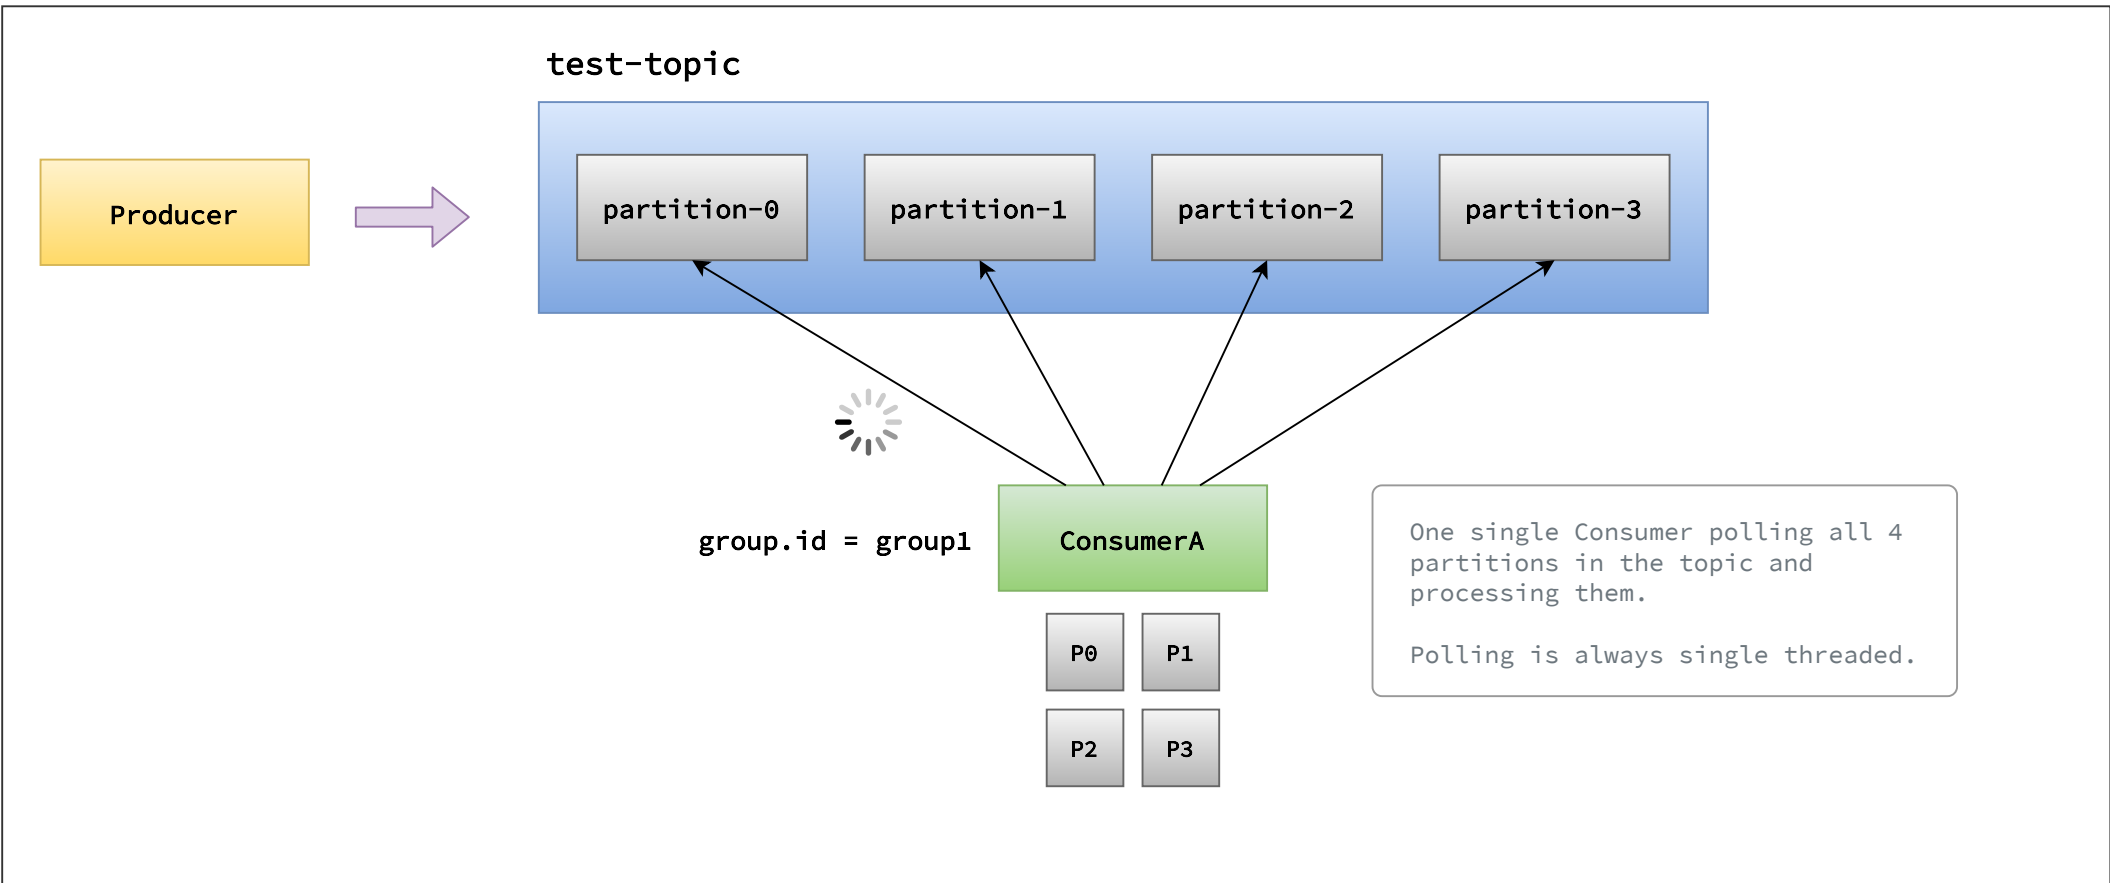 test-topic
Producer
partition-0
partition-1
partition-2
partition-3
group.id = group1
ConsumerA
One single Consumer polling all 4
partitions in the topic and
processing them.
Polling is always single threaded.
P0
P1
P2
P3